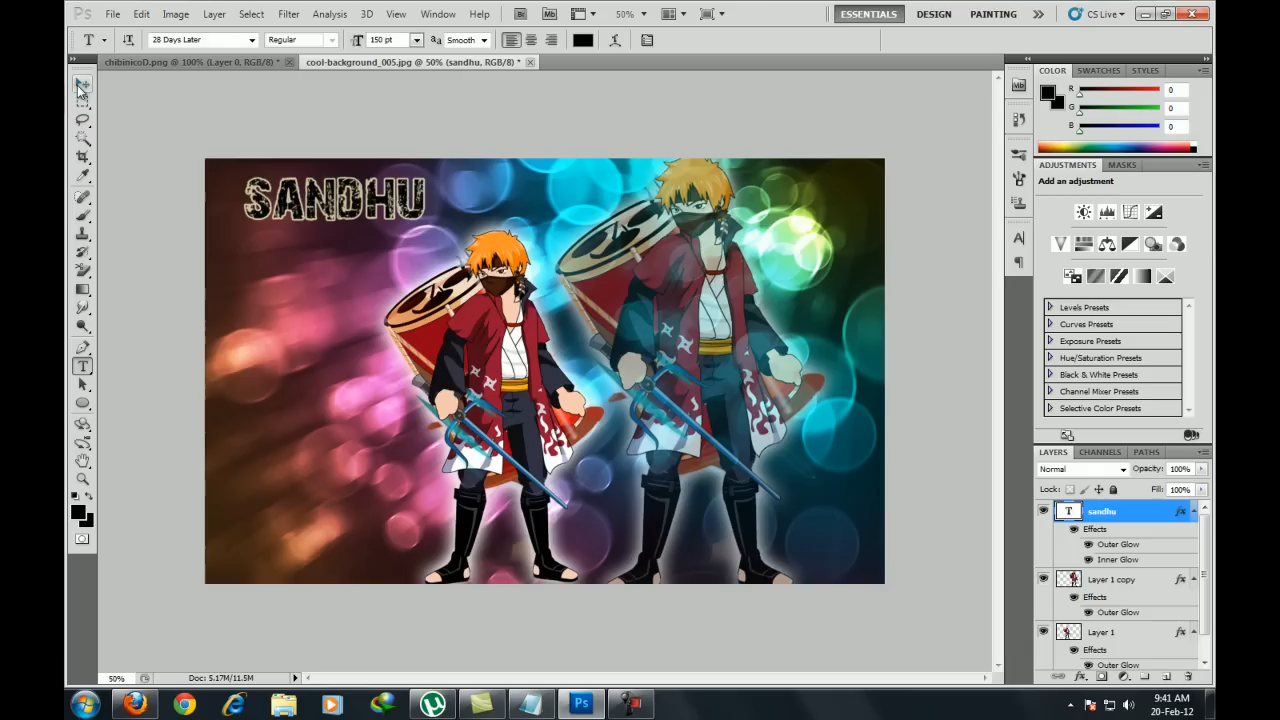 Ps File Edit Image Layer Select Filter Analysis 3D View Window Help Br Mb 50% ESSENTIALS DESIGN PAINTING CS Live
T 28 Days Later Regular 150 pt Smooth
chibinicoD.png @ 100% (Layer 0, RGB/8) * cool-background_005.jpg @ 50% (sandhu, RGB/8) *
COLOR SWATCHES STYLES
R 0
G 0
B 0
ADJUSTMENTS MASKS
Add an adjustment
SANDHU
Levels Presets
Curves Presets
Exposure Presets
Hue/Saturation Presets
Black & White Presets
Channel Mixer Presets
Selective Color Presets
LAYERS CHANNELS PATHS
Normal Opacity: 100%
Lock: Fill: 100%
T sandhu fx
Effects
Outer Glow
Inner Glow
Layer 1 copy fx
Effects
Outer Glow
Layer 1 fx
Effects
Outer Glow
50% Doc: 5.17M/11.5M
9:41 AM
20-Feb-12